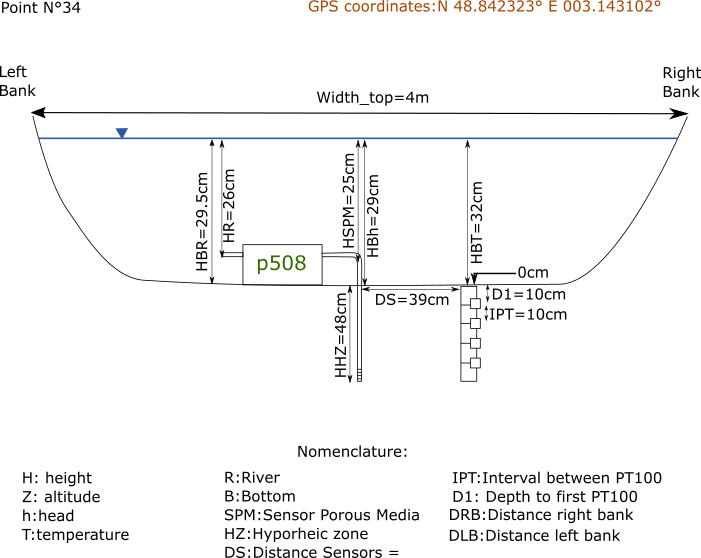 Point N°34
GPS coordinates:N 48.842323° E 003.143102°
Left
Bank
Right
Bank
Width_top=4m
HBR=29.5cm
HR=26cm
HSPM=25cm
HBh=29cm
HBT=32cm
p508
0cm
D1=10cm
DS=39cm
IPT=10cm
HHZ=48cm
Nomenclature:
H: height
Z: altitude
h:head
T:temperature
R:River
B:Bottom
SPM:Sensor Porous Media
HZ:Hyporheic zone
DS:Distance Sensors =
IPT:Interval between PT100
D1: Depth to first PT100
DRB:Distance right bank
DLB:Distance left bank